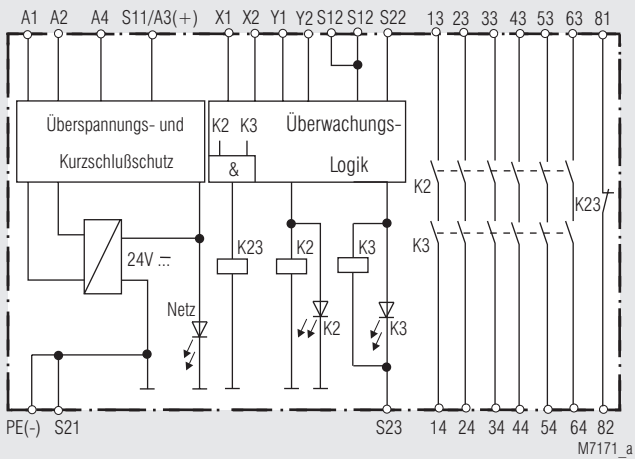 A1 A2 A4 S11/A3(+) X1 X2 Y1 Y2 S12 S12 S22 13 23 33 43 53 63 81
Überspannungs- und
Kurzschlußschutz
K2 K3
&
Überwachungs-
Logik
K2
K23
K3
24V
K23
K2
K3
Netz
K2
K3
PE(-) S21 S23 14 24 34 44 54 64 82
M7171_a